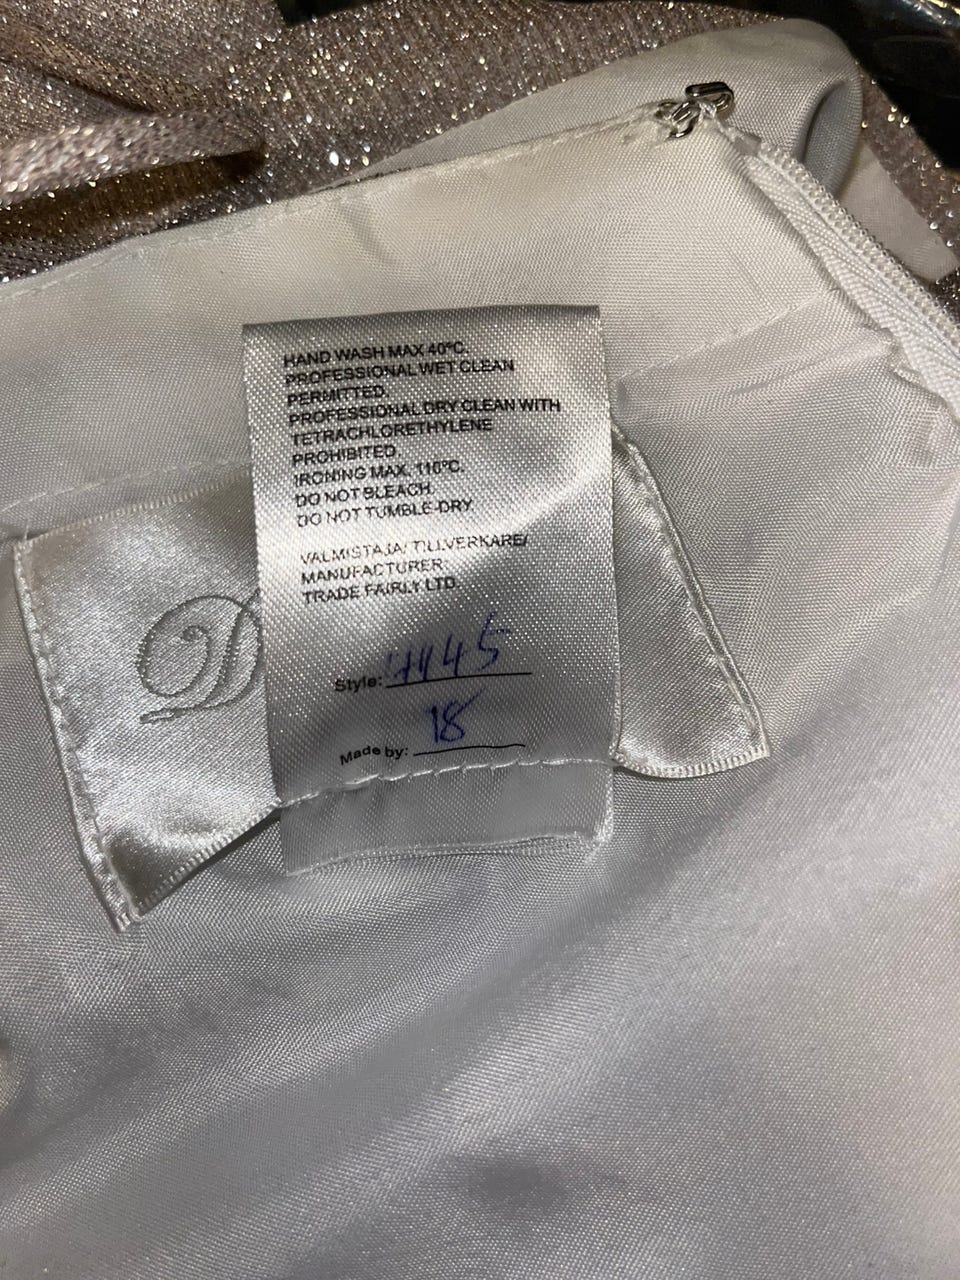 HAND WASH MAX 40°C.
PROFESSIONAL WET CLEAN
PERMITTED.
PROFESSIONAL DRY CLEAN WITH
TETRACHLORETHYLENE
PROHIBITED.
IRONING MAX. 110°C.
DO NOT BLEACH.
DO NOT TUMBLE-DRY.
VALMISTAJA/ TILLVERKARE/
MANUFACTURER:
TRADE FAIRLY LTD.
D
Style:
Made by: 18